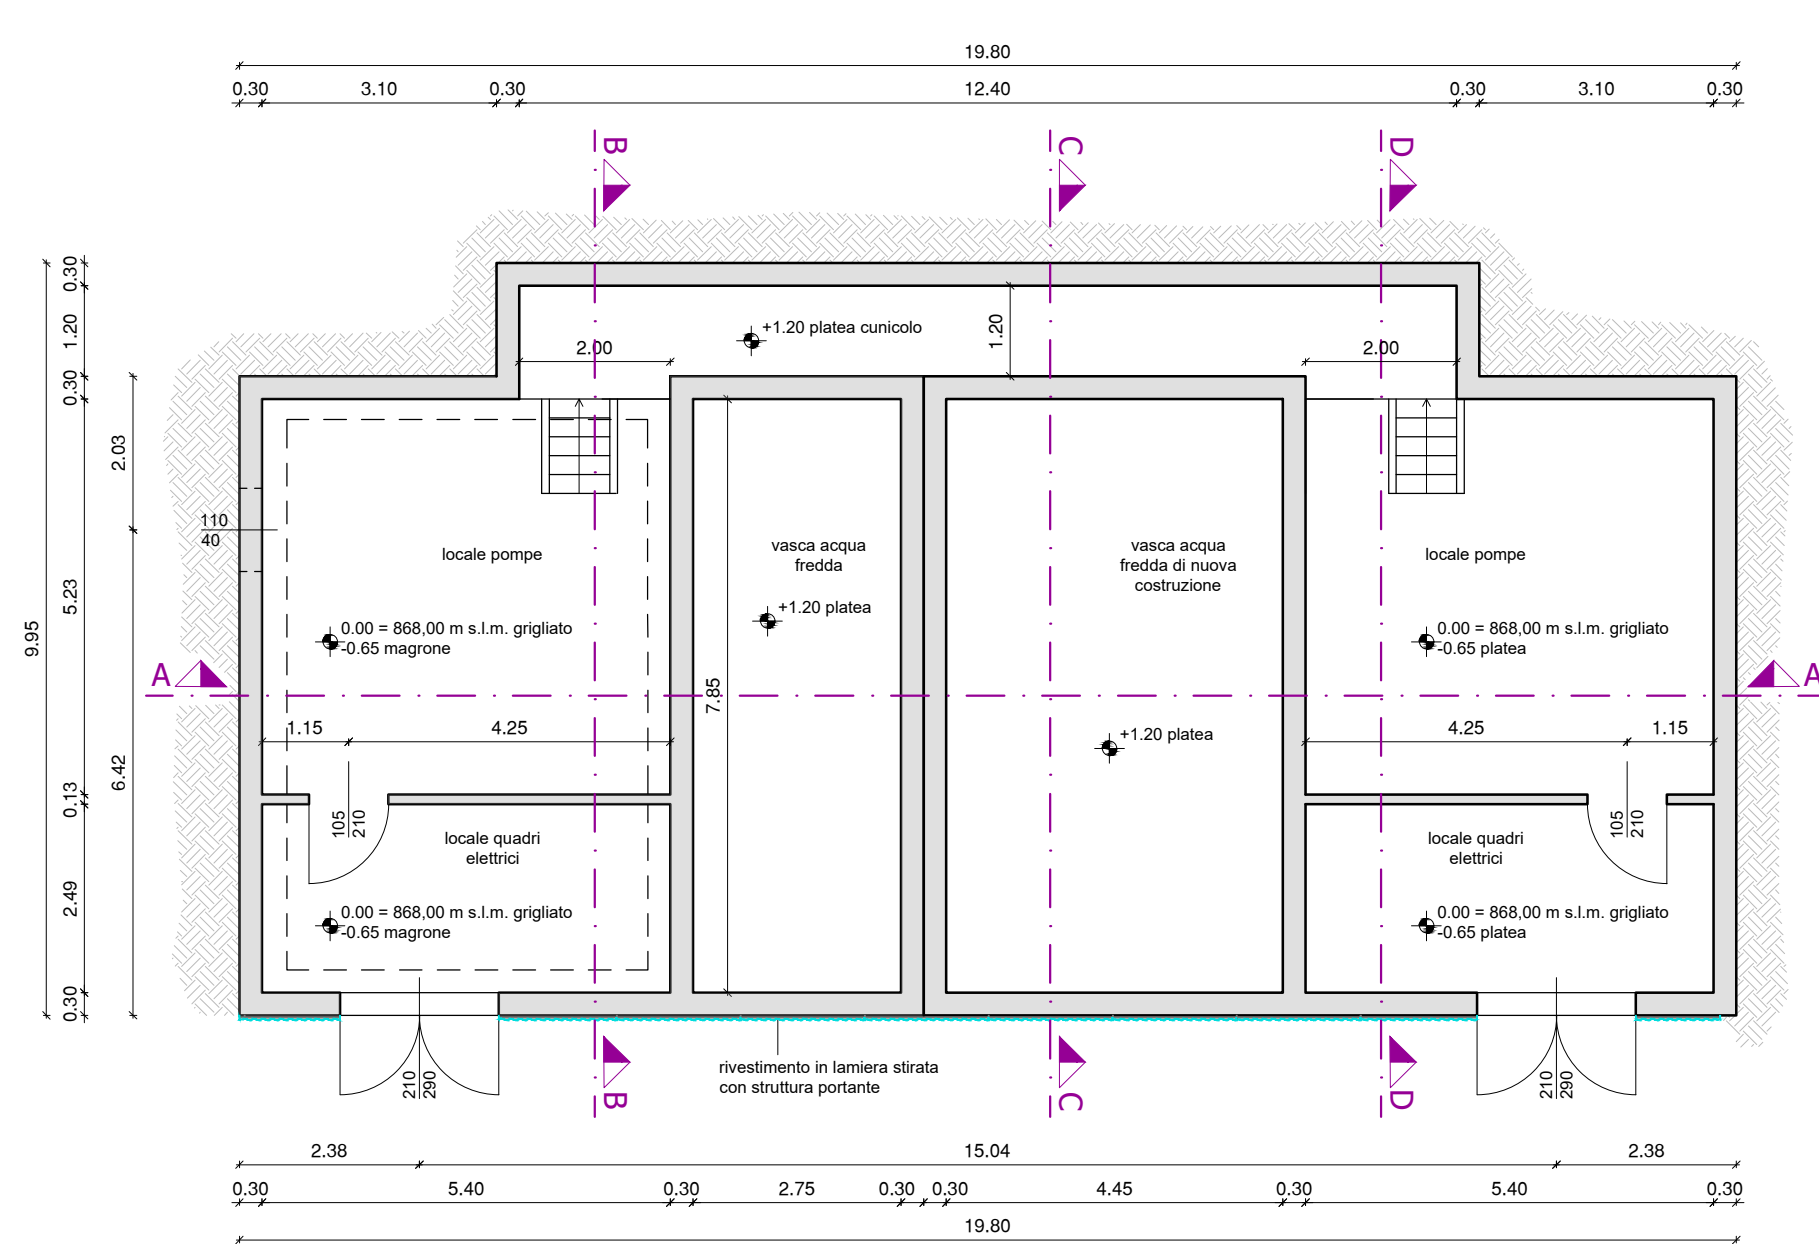 19.80
0.30 3.10 0.30 12.40 0.30 3.10 0.30
B C D
0.30
1.20
0.30
5.23
0.13
2.49
0.30
9.95
2.03
6.42
+1.20 platea cunicolo
1.20
2.00
2.00
110
40
locale pompe
vasca acqua
fredda
+1.20 platea
vasca acqua
fredda di nuova
costruzione
locale pompe
0.00 = 868,00 m s.l.m. grigliato
-0.65 magrone
0.00 = 868,00 m s.l.m. grigliato
-0.65 platea
A A
7.85
1.15 4.25
+1.20 platea
4.25 1.15
105
210
locale quadri
elettrici
locale quadri
elettrici
105
210
0.00 = 868,00 m s.l.m. grigliato
-0.65 magrone
0.00 = 868,00 m s.l.m. grigliato
-0.65 platea
210
290
rivestimento in lamiera stirata
con struttura portante
210
290
B C D
2.38 15.04 2.38
0.30 5.40 0.30 2.75 0.30 0.30 4.45 0.30 5.40 0.30
19.80